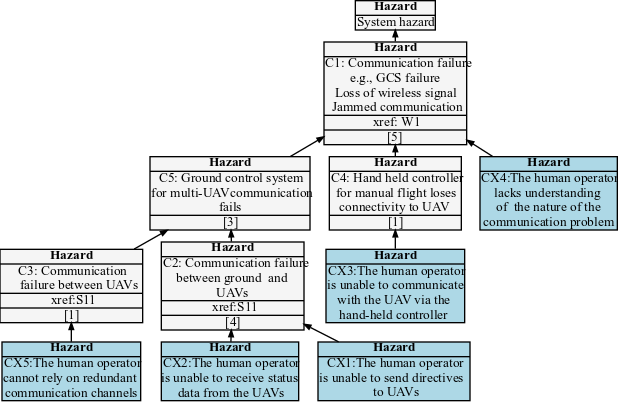 Hazard
System hazard
Hazard
C1: Communication failure
e.g., GCS failure
Loss of wireless signal
Jammed communication
xref: W1
[5]
Hazard
C5: Ground control system
for multi-UAVcommunication
fails
[3]
Hazard
C4: Hand held controller
for manual flight loses
connectivity to UAV
[1]
Hazard
CX4:The human operator
lacks understanding
of the nature of the
communication problem
Hazard
C3: Communication
failure between UAVs
xref:S11
[1]
Hazard
C2: Communication failure
between ground and
UAVs
xref:S11
[4]
Hazard
CX3:The human operator
is unable to communicate
with the UAV via the
hand-held controller
Hazard
CX5:The human operator
cannot rely on redundant
communication channels
Hazard
CX2:The human operator
is unable to receive status
data from the UAVs
Hazard
CX1:The human operator
is unable to send directives
to UAVs